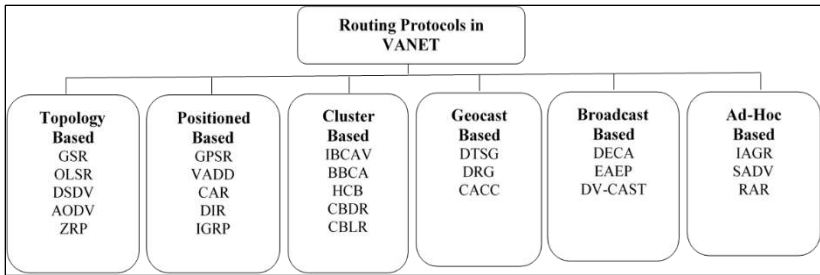 Routing Protocols in
VANET
Topology
Based
GSR
OLSR
DSDV
AODV
ZRP
Positioned
Based
GPSR
VADD
CAR
DIR
IGRP
Cluster
Based
IBCAV
BBCA
HCB
CBDR
CBLR
Geocast
Based
DTSG
DRG
CACC
Broadcast
Based
DECA
EAEP
DV-CAST
Ad-Hoc
Based
IAGR
SADV
RAR